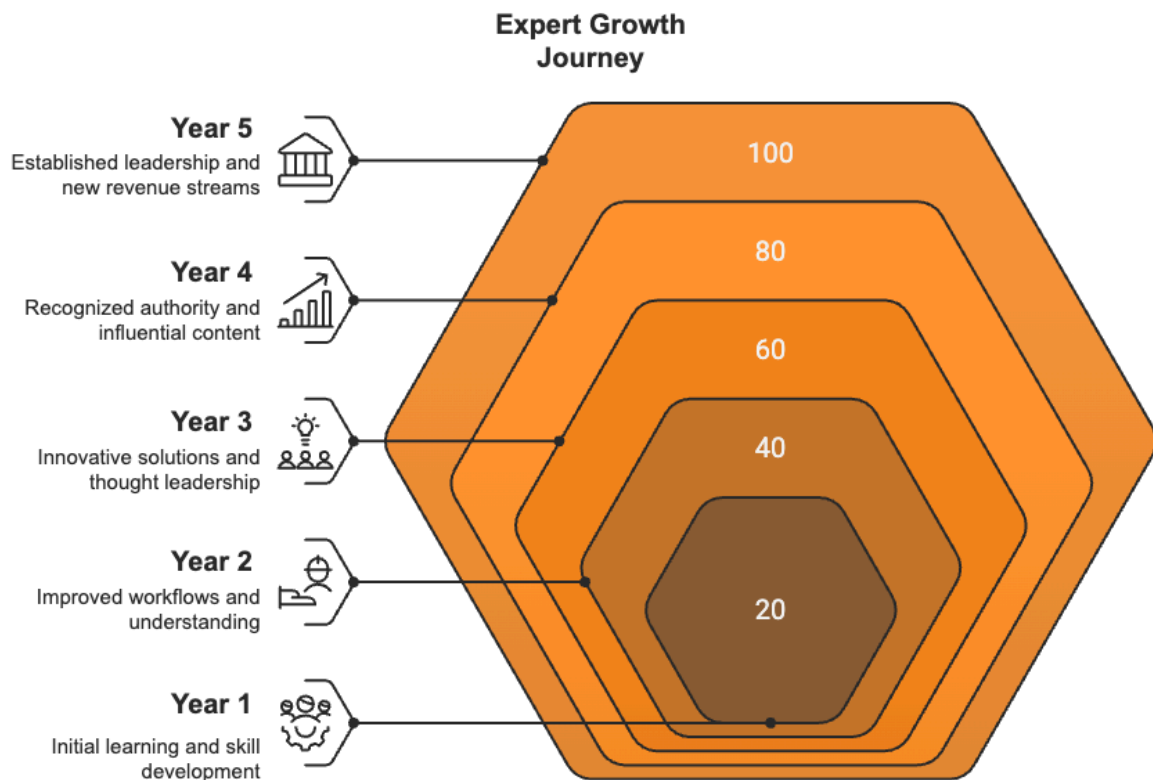 Expert Growth
Journey
Year 5
Established leadership and
new revenue streams
100
Year 4
Recognized authority and
influential content
80
Year 3
Innovative solutions and
thought leadership
60
Year 2
Improved workflows and
understanding
40
Year 1
Initial learning and skill
development
20